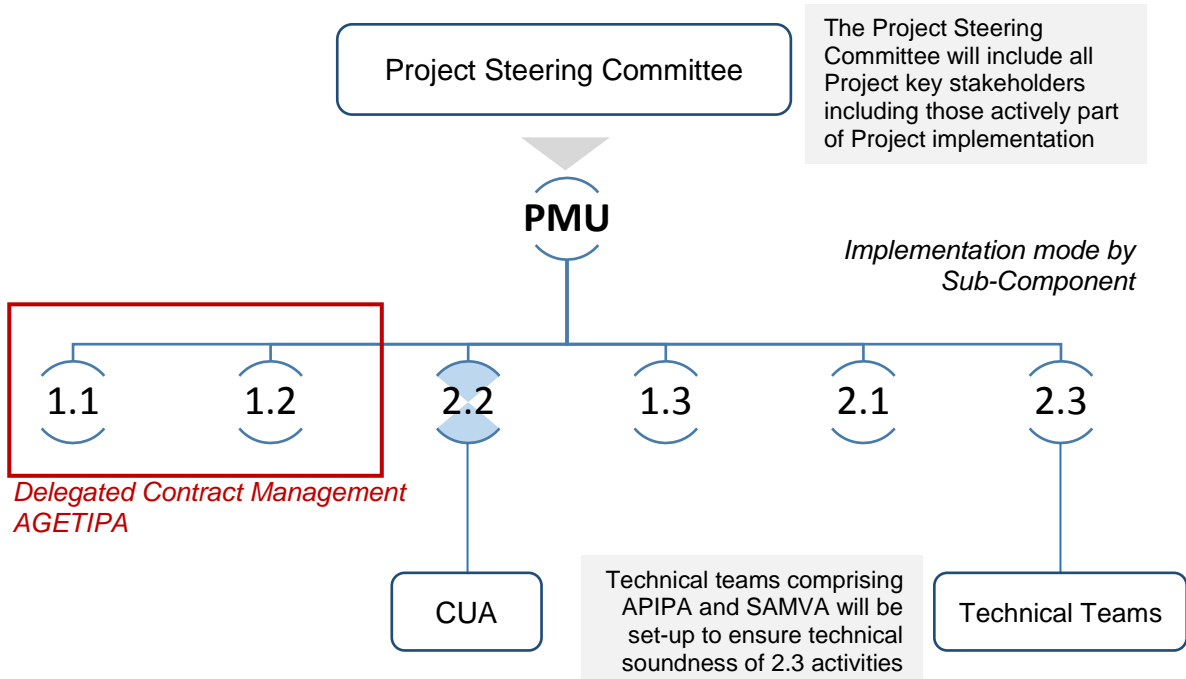 Project Steering Committee
The Project Steering
Committee will include all
Project key stakeholders
including those actively part
of Project implementation
PMU
Implementation mode by
Sub-Component
1.1
1.2
2.2
1.3
2.1
2.3
Delegated Contract Management
AGETIPA
CUA
Technical teams comprising
APIPA and SAMVA will be
set-up to ensure technical
soundness of 2.3 activities
Technical Teams